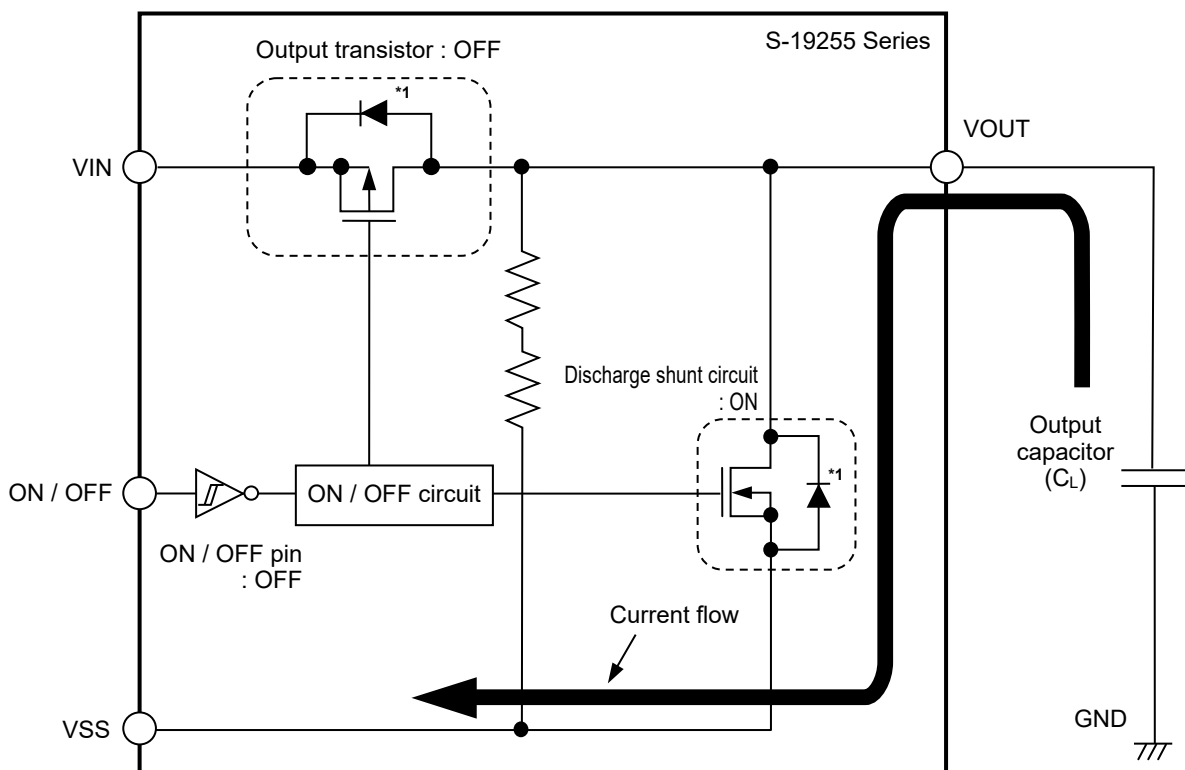 S-19255 Series
Output transistor : OFF
*1
VOUT
VIN
Discharge shunt circuit
: ON
*1
Output
capacitor
(CL)
ON / OFF
ON / OFF circuit
ON / OFF pin
: OFF
Current flow
VSS
GND